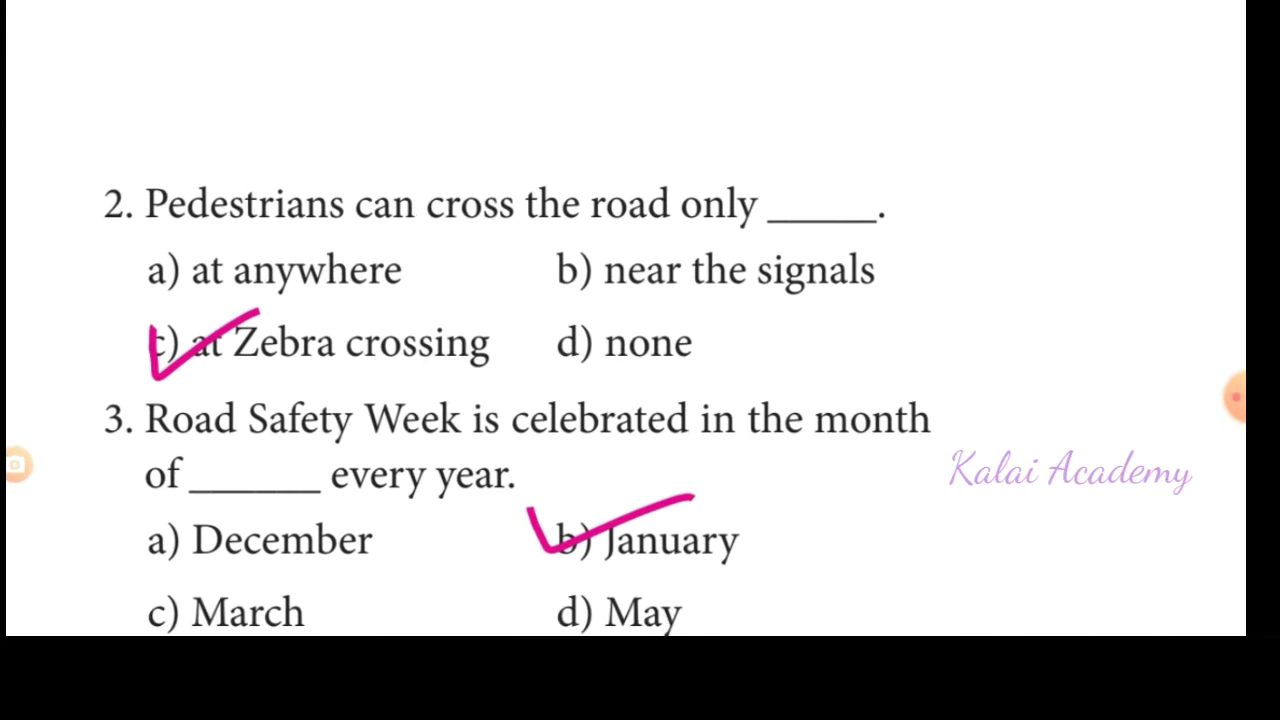 2. Pedestrians can cross the road only _____.
a) at anywhere b) near the signals
c) at Zebra crossing d) none
3. Road Safety Week is celebrated in the month
of ______ every year.
Kalai Academy
a) December b) January
c) March d) May